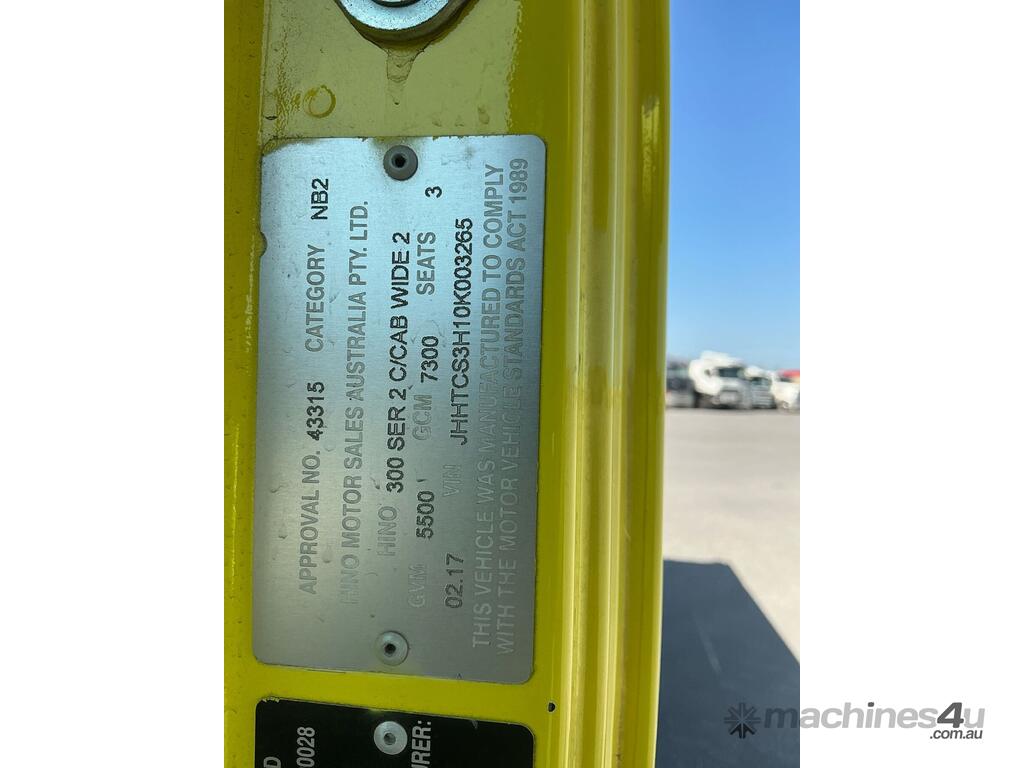 APPROVAL NO. 43315 CATEGORY NB2
HINO MOTOR SALES AUSTRALIA PTY. LTD.
HINO 300 SER 2 C/CAB WIDE 2
GVM 5500 GCM 7300 SEATS 3
02.17 VIN JHHTCS3H10K003265
THIS VEHICLE WAS MANUFACTURED TO COMPLY
WITH THE MOTOR VEHICLE STANDARDS ACT 1989
D
0028
URER:
machines4u
.com.au